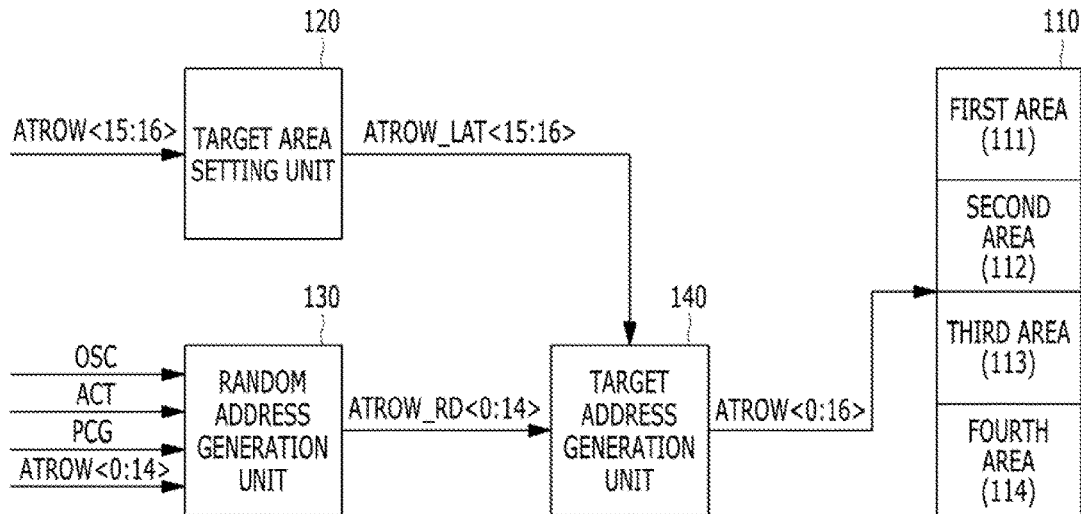 120
110
ATROW<15:16>
TARGET AREA
SETTING UNIT
ATROW_LAT<15:16>
FIRST AREA
(111)
SECOND
AREA
(112)
THIRD AREA
(113)
FOURTH
AREA
(114)
130
140
OSC
ACT
PCG
ATROW<0:14>
RANDOM
ADDRESS
GENERATION
UNIT
ATROW_RD<0:14>
TARGET
ADDRESS
GENERATION
UNIT
ATROW<0:16>